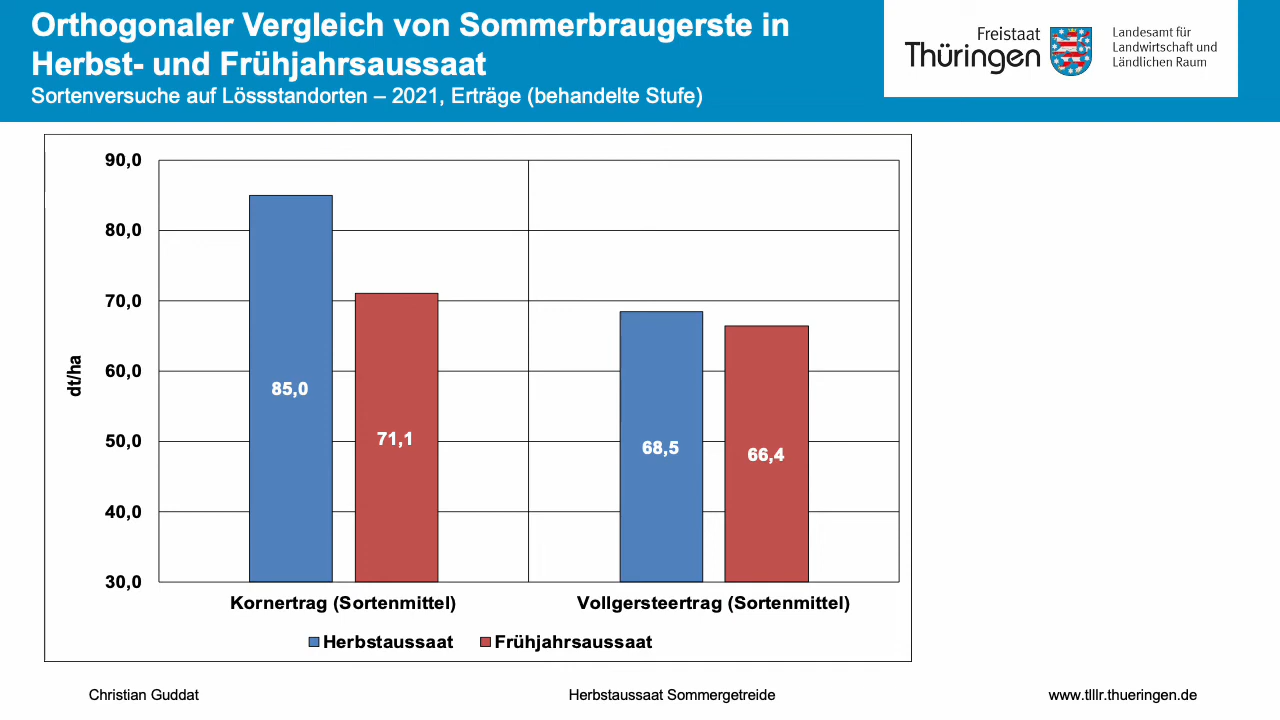 Orthogonaler Vergleich von Sommerbraugerste in
Herbst- und Frühjahrsaussaat
Sortenversuche auf Lössstandorten – 2021, Erträge (behandelte Stufe)
Freistaat
Thüringen
Landesamt für
Landwirtschaft und
Ländlichen Raum
90,0
80,0
70,0
60,0
50,0
40,0
30,0
dt/ha
85,0
71,1
68,5
66,4
Kornertrag (Sortenmittel)
Vollgersteertrag (Sortenmittel)
Herbstaussaat
Frühjahrsaussaat
Christian Guddat
Herbstaussaat Sommergetreide
www.tlllr.thueringen.de